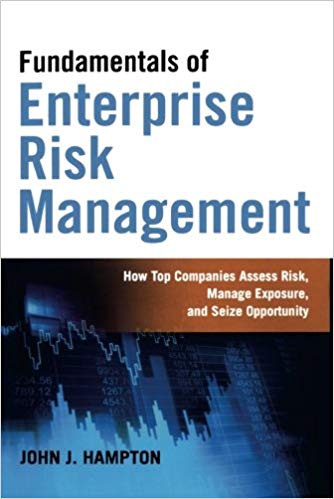 Fundamentals of
Enterprise
Risk
Management
How Top Companies Assess Risk,
Manage Exposure,
and Seize Opportunity
JOHN J. HAMPTON